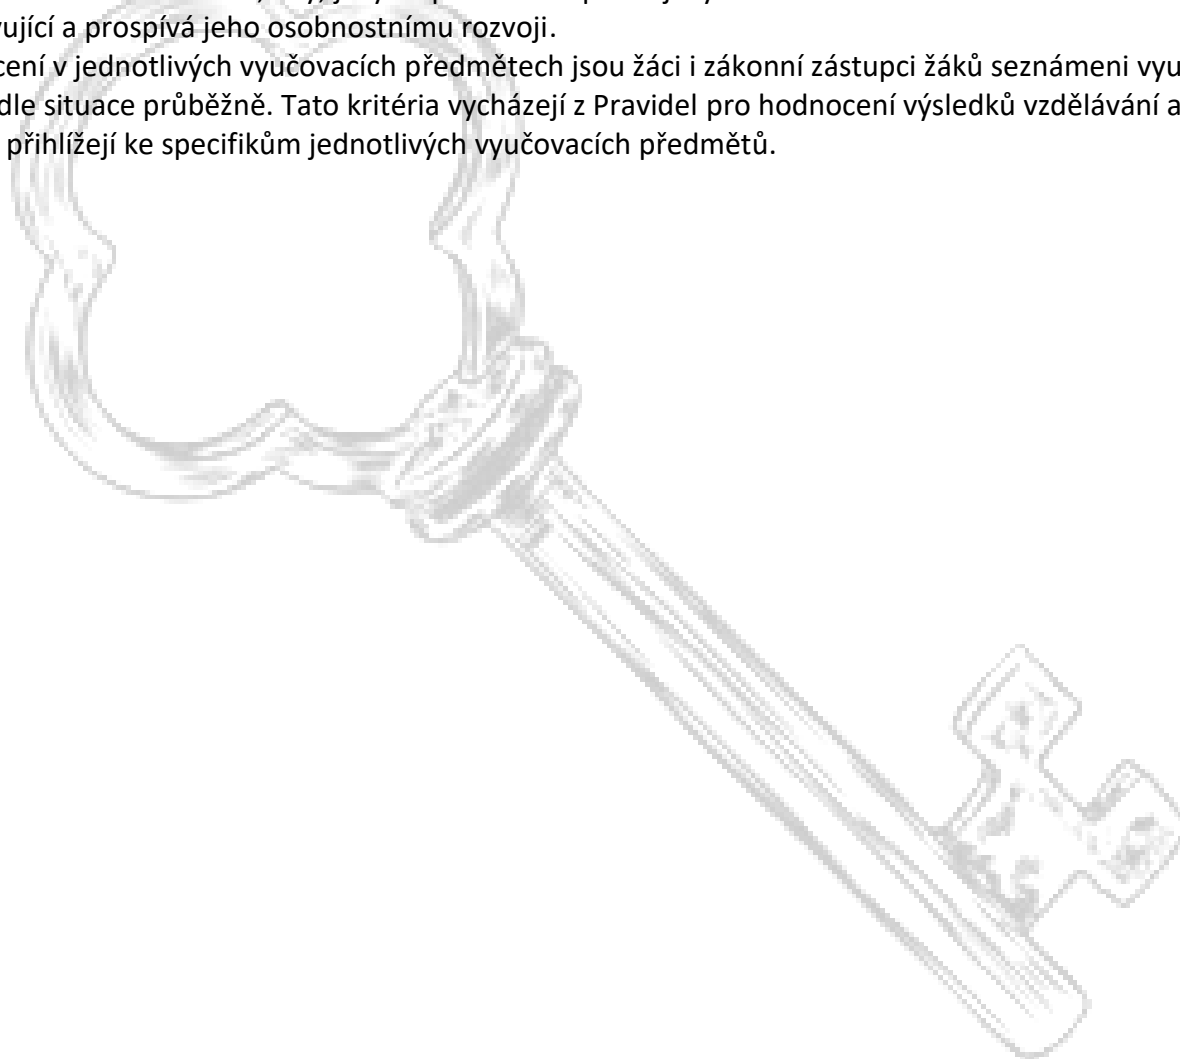 ující a prospívá jeho osobnostnímu rozvoji.
cení v jednotlivých vyučovacích předmětech jsou žáci i zákonní zástupci žáků seznámeni vyu
dle situace průběžně. Tato kritéria vycházejí z Pravidel pro hodnocení výsledků vzdělávání a
přihlížejí ke specifikům jednotlivých vyučovacích předmětů.